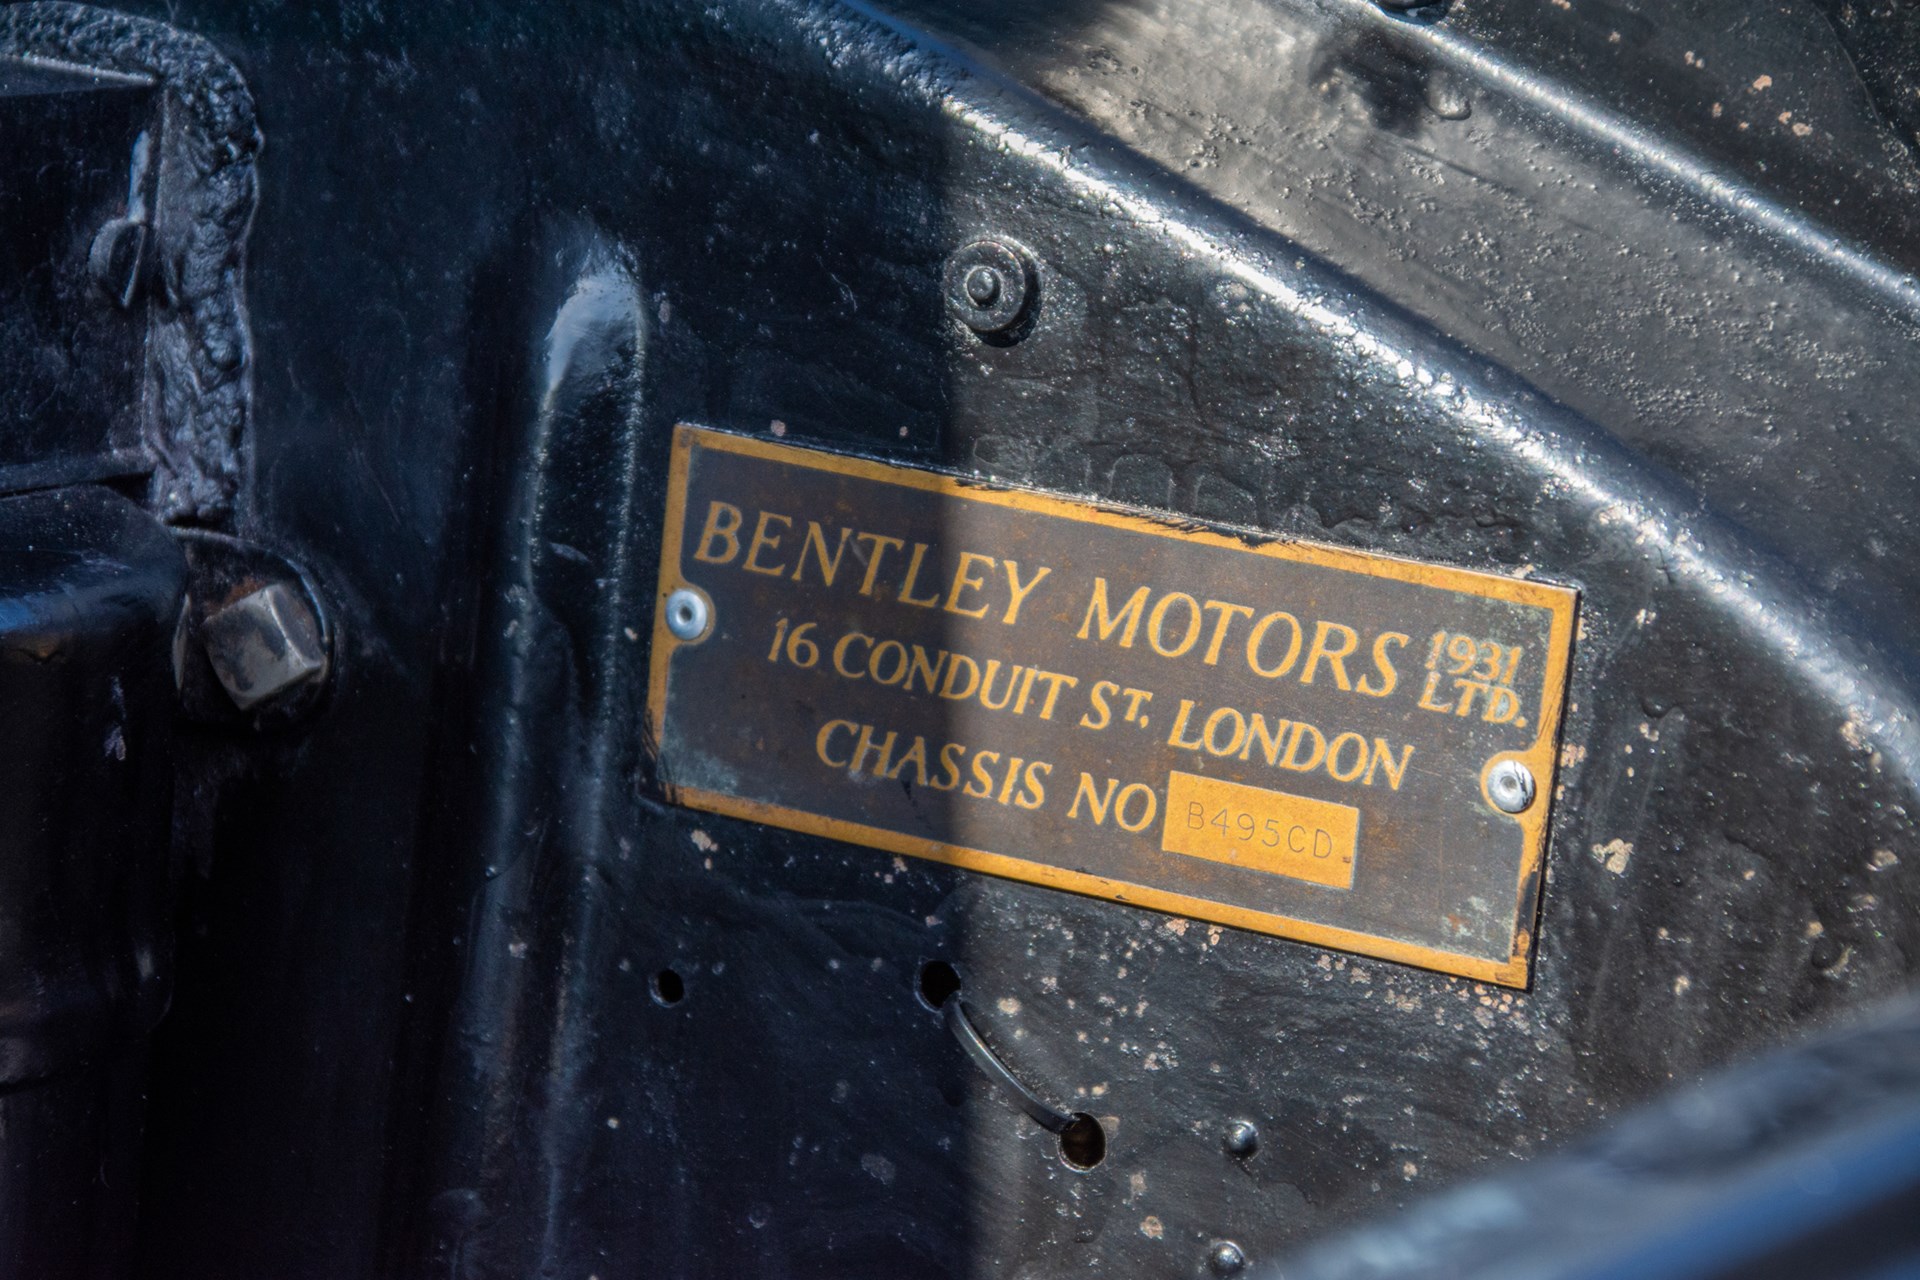 BENTLEY MOTORS 1931 LTD.
16 CONDUIT ST. LONDON
CHASSIS NO B495CD